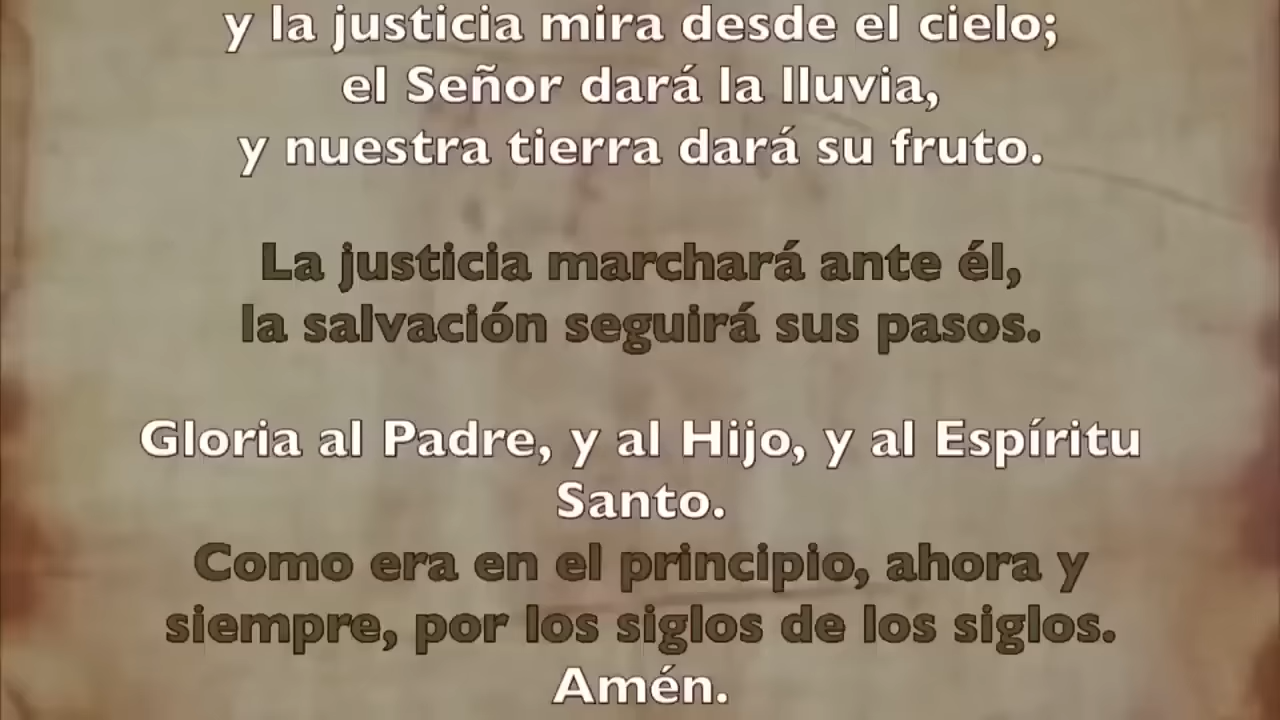 y la justicia mira desde el cielo;
el Señor dará la lluvia,
y nuestra tierra dará su fruto.
La justicia marchará ante él,
la salvación seguirá sus pasos.
Gloria al Padre, y al Hijo, y al Espíritu
Santo.
Como era en el principio, ahora y
siempre, por los siglos de los siglos.
Amén.